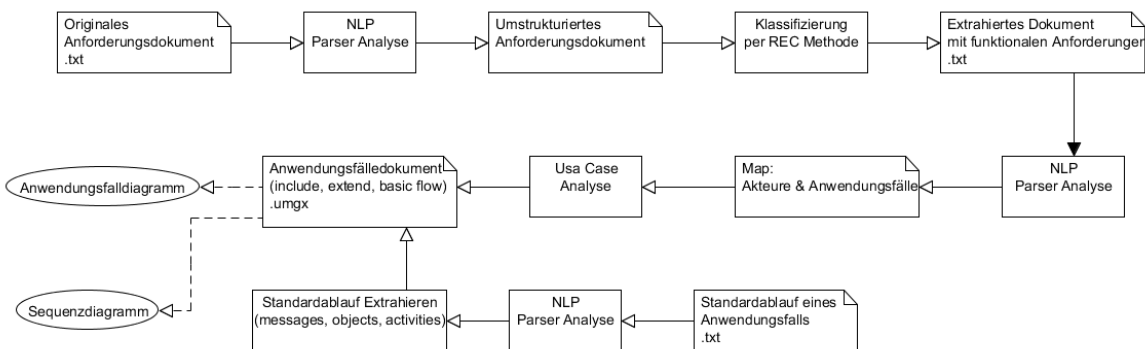 Originales
Anforderungsdokument
.txt
NLP
Parser Analyse
Umstrukturiertes
Anforderungsdokument
Klassifizierung
per REC Methode
Extrahiertes Dokument
mit funktionalen Anforderungen
.txt
Anwendungsfalldiagramm
Anwendungsfälledokument
(include, extend, basic flow)
.umgx
Usa Case
Analyse
Map:
Akteure & Anwendungsfälle
NLP
Parser Analyse
Sequenzdiagramm
Standardablauf Extrahieren
(messages, objects, activities)
NLP
Parser Analyse
Standardablauf eines
Anwendungsfalls
.txt